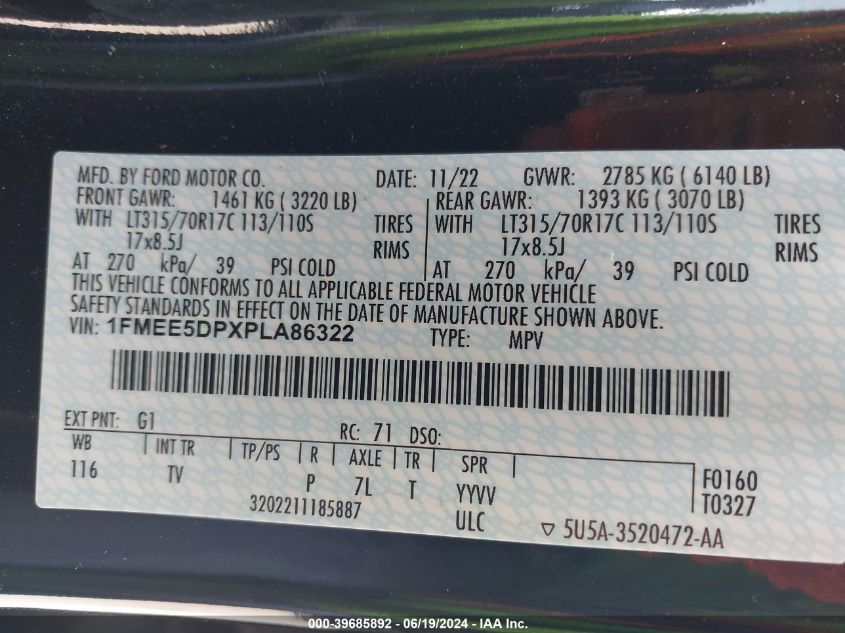 MFD. BY FORD MOTOR CO. DATE: 11/22 GVWR: 2785 KG ( 6140 LB)
FRONT GAWR: 1461 KG ( 3220 LB) REAR GAWR: 1393 KG ( 3070 LB)
WITH LT315/70R17C 113/110S TIRES WITH LT315/70R17C 113/110S TIRES
17x8.5J RIMS 17x8.5J RIMS
AT 270 kPa/ 39 PSI COLD AT 270 kPa/ 39 PSI COLD
THIS VEHICLE CONFORMS TO ALL APPLICABLE FEDERAL MOTOR VEHICLE
SAFETY STANDARDS IN EFFECT ON THE DATE OF MANUFACTURE SHOWN ABOVE.
VIN: 1FMEE5DPXPLA86322 TYPE: MPV
EXT PNT: G1 RC: 71 DSO:
WB INT TR TP/PS R AXLE TR SPR
116 TV P 7L T YYVV
F0160
T0327
3202211185887 ULC
▽ 5U5A-3520472-AA
000-39685892 - 06/19/2024 - IAA Inc.